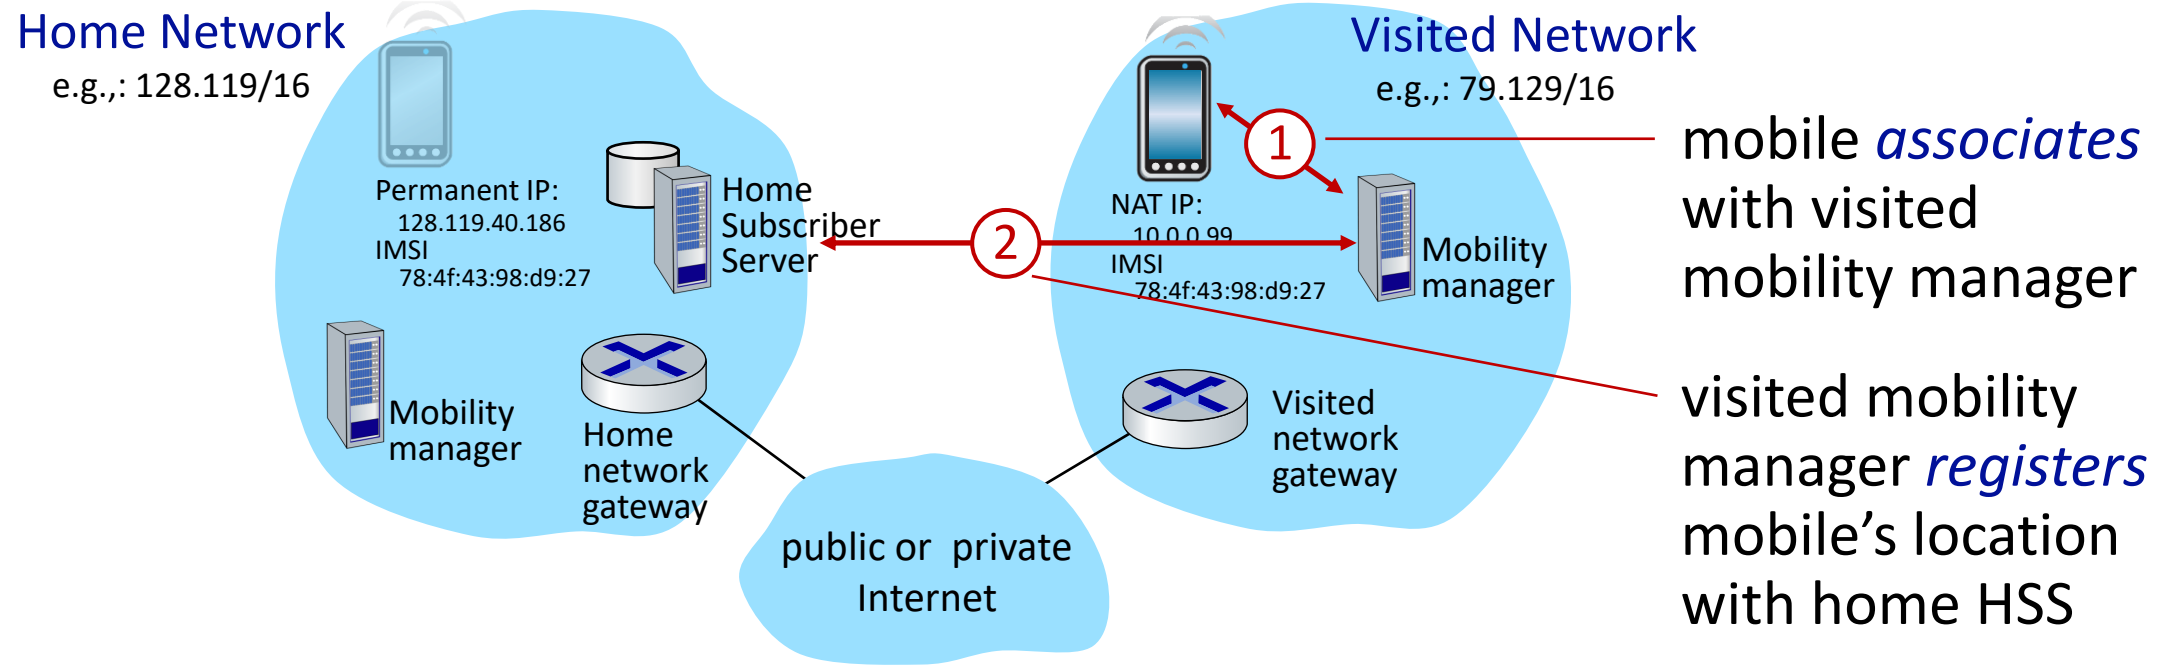 Home Network
e.g.,: 128.119/16
Permanent IP:
128.119.40.186
IMSI
78:4f:43:98:d9:27
Home
Subscriber
Server
Mobility
manager
Home
network
gateway
public or private
Internet
Visited Network
e.g.,: 79.129/16
NAT IP:
10.0.0.99
IMSI
78:4f:43:98:d9:27
Mobility
manager
Visited
network
gateway
1
2
mobile associates
with visited
mobility manager
visited mobility
manager registers
mobile’s location
with home HSS